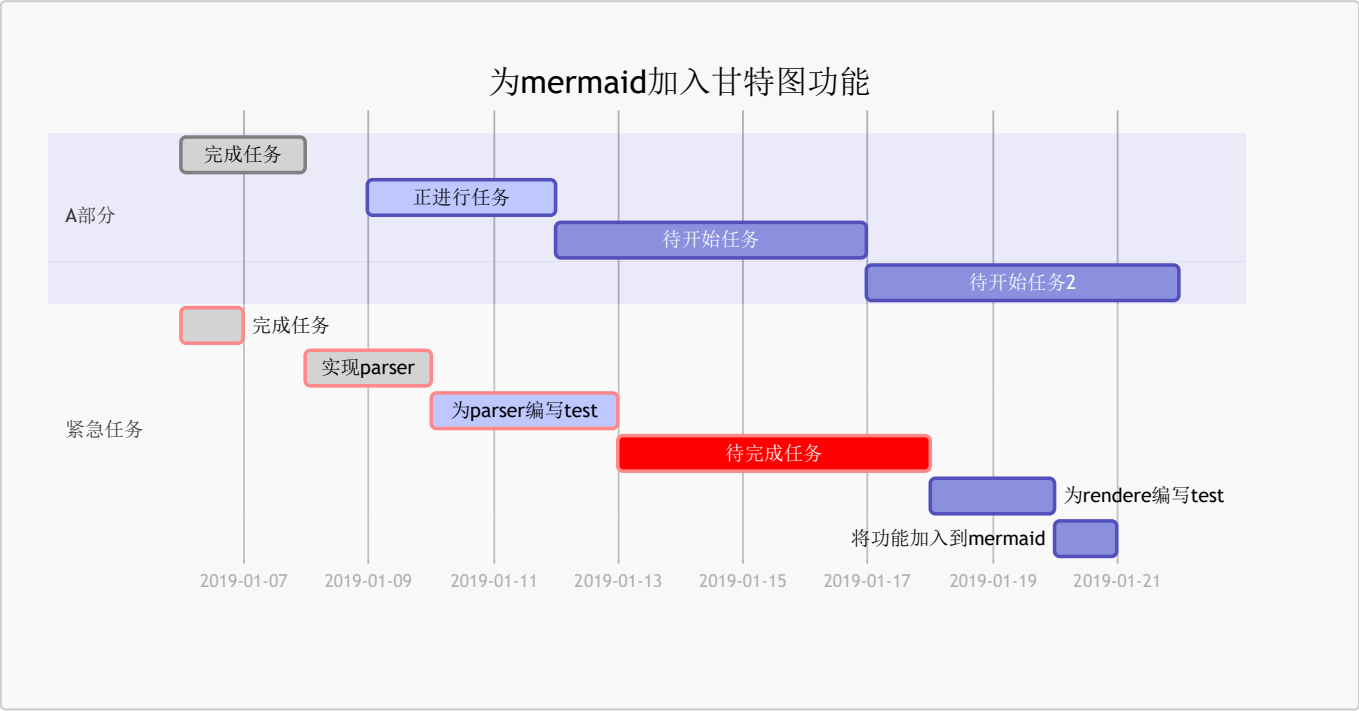 为mermaid加入甘特图功能
完成任务
正进行任务
A部分
待开始任务
待开始任务2
完成任务
实现parser
为parser编写test
紧急任务
待完成任务
为rendere编写test
将功能加入到mermaid
2019-01-07 2019-01-09 2019-01-11 2019-01-13 2019-01-15 2019-01-17 2019-01-19 2019-01-21